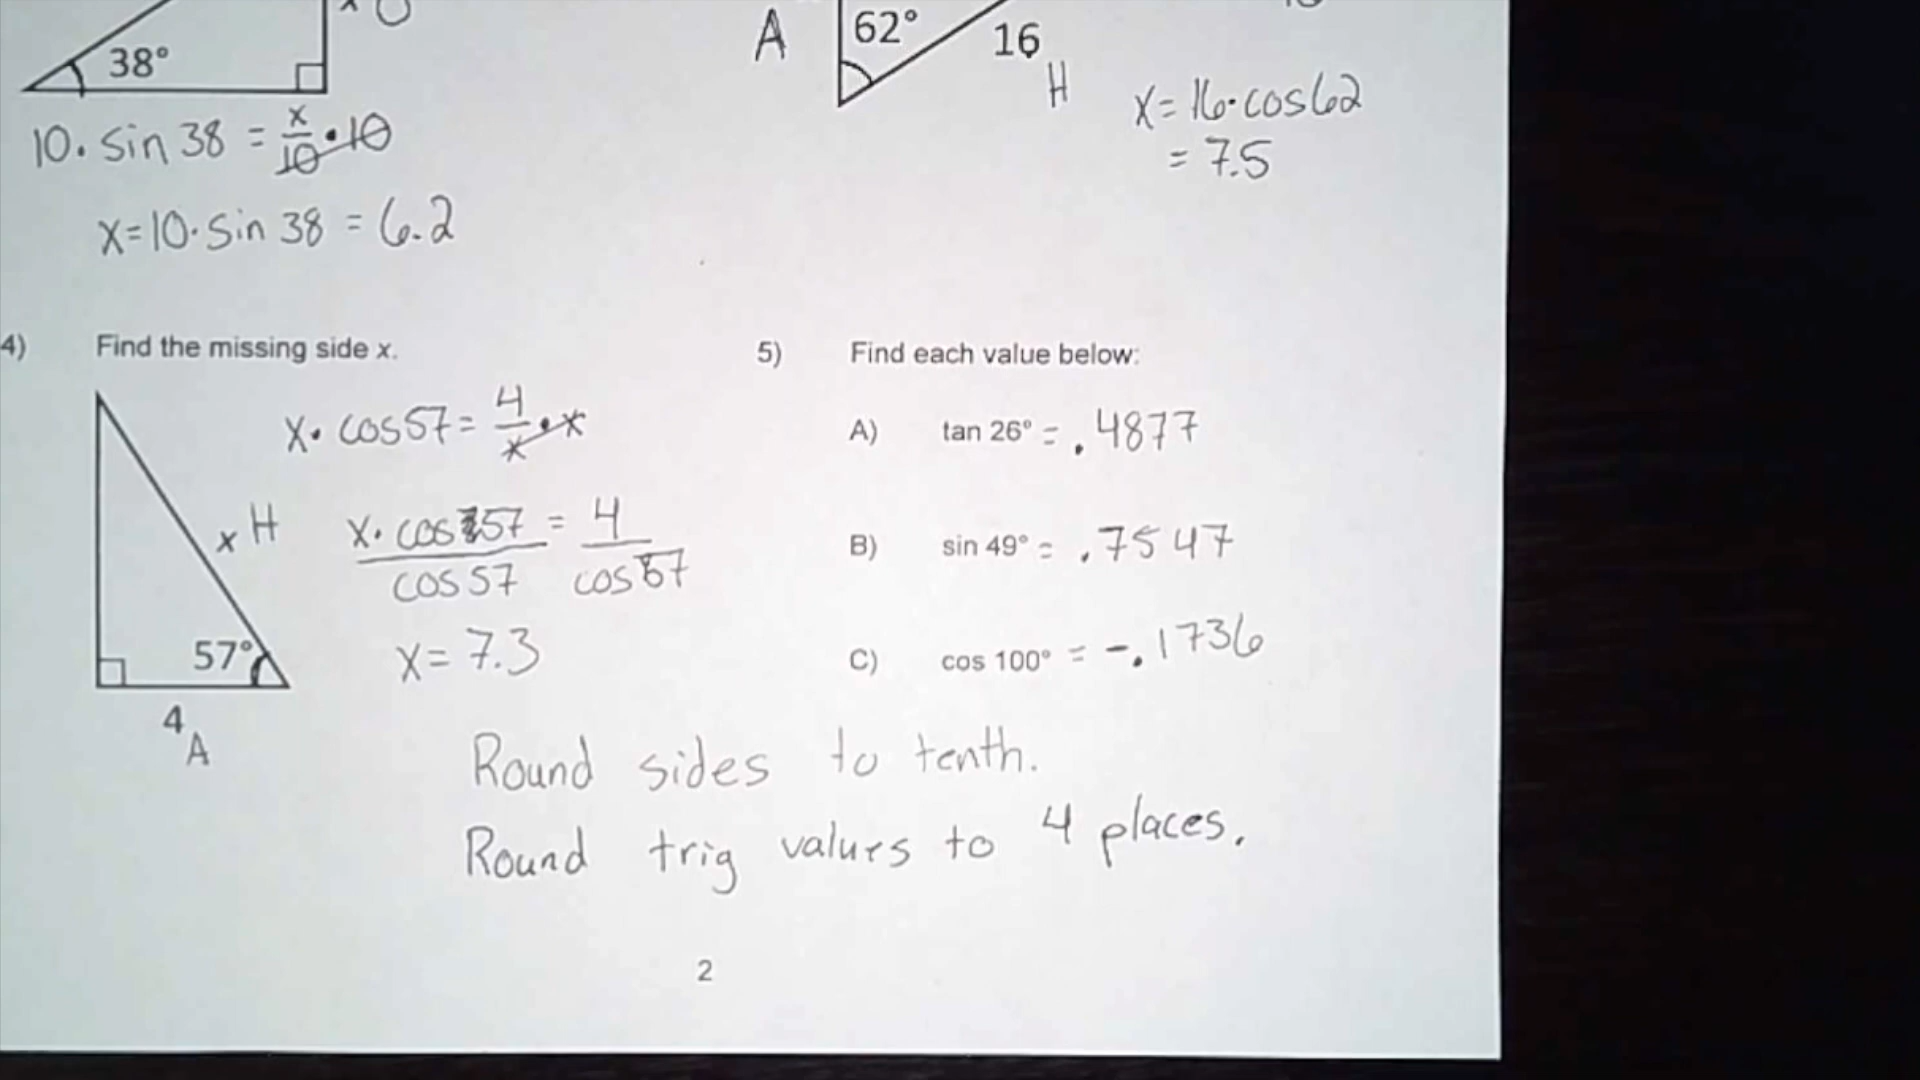 x O
38°
10 · sin 38 = x/10 · 10
x = 10 · sin 38 = 6.2
A
62°
16
H
x = 16 · cos 62
= 7.5
4) Find the missing side x.
x · cos 57 = 4/x · x
x H
x · cos 57 = 4
cos 57 cos 57
x = 7.3
57°
4
A
5) Find each value below:
A) tan 26° = .4877
B) sin 49° = .7547
C) cos 100° = -.1736
Round sides to tenth.
Round trig values to 4 places.
2